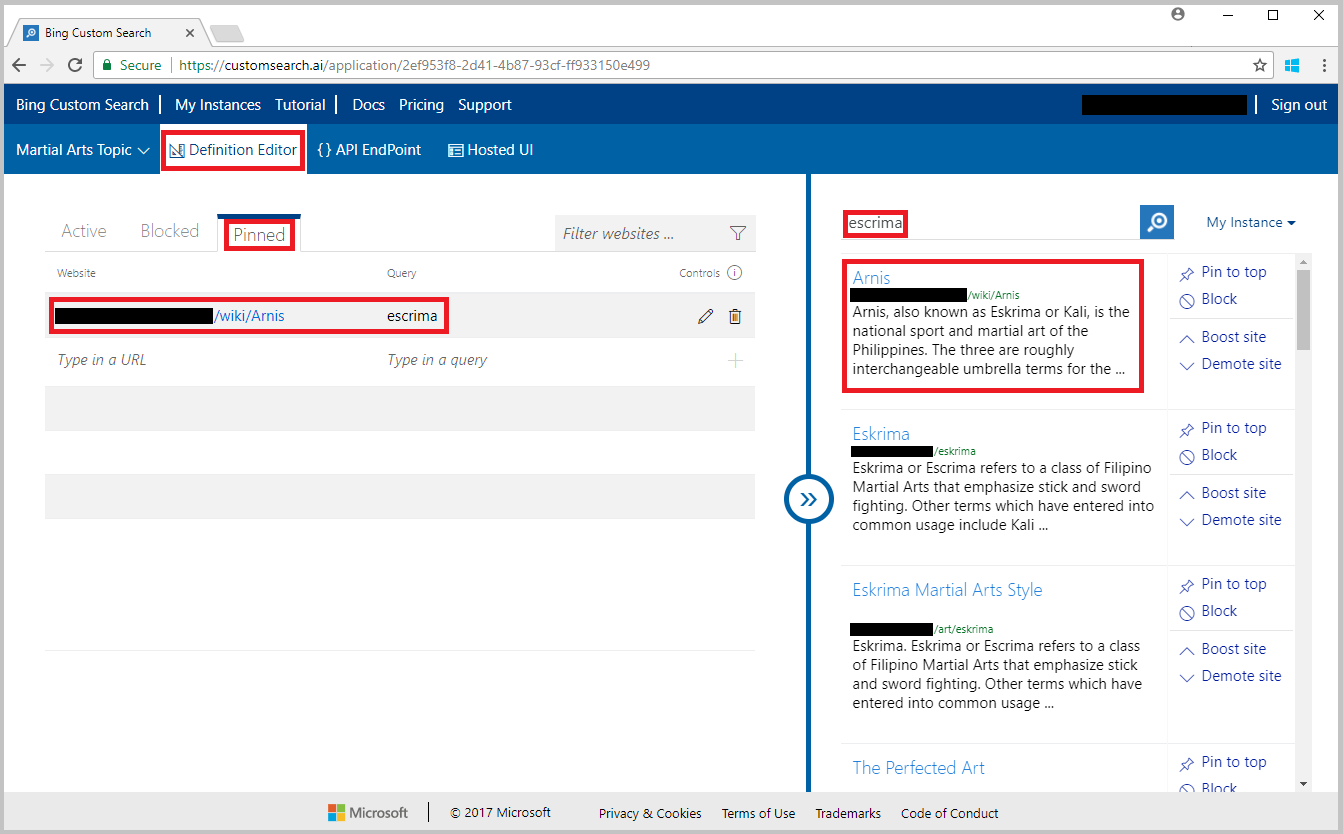 Bing Custom Search
Secure https://customsearch.ai/application/2ef953f8-2d41-4b87-93cf-ff933150e499
Bing Custom Search My Instances Tutorial Docs Pricing Support Sign out
Martial Arts Topic Definition Editor {} API EndPoint Hosted UI
Active Blocked Pinned Filter websites ...
Website Query Controls
/wiki/Arnis escrima
Type in a URL Type in a query
escrima My Instance
Arnis
/wiki/Arnis
Arnis, also known as Eskrima or Kali, is the
national sport and martial art of the
Philippines. The three are roughly
interchangeable umbrella terms for the ...
Pin to top
Block
Boost site
Demote site
Eskrima
/eskrima
Eskrima or Escrima refers to a class of Filipino
Martial Arts that emphasize stick and sword
fighting. Other terms which have entered into
common usage include Kali ...
Pin to top
Block
Boost site
Demote site
Eskrima Martial Arts Style
/art/eskrima
Eskrima. Eskrima or Escrima refers to a class
of Filipino Martial Arts that emphasize stick
and sword fighting. Other terms which have
entered into common usage ...
Pin to top
Block
Boost site
Demote site
The Perfected Art
Pin to top
Block
Microsoft © 2017 Microsoft Privacy & Cookies Terms of Use Trademarks Code of Conduct